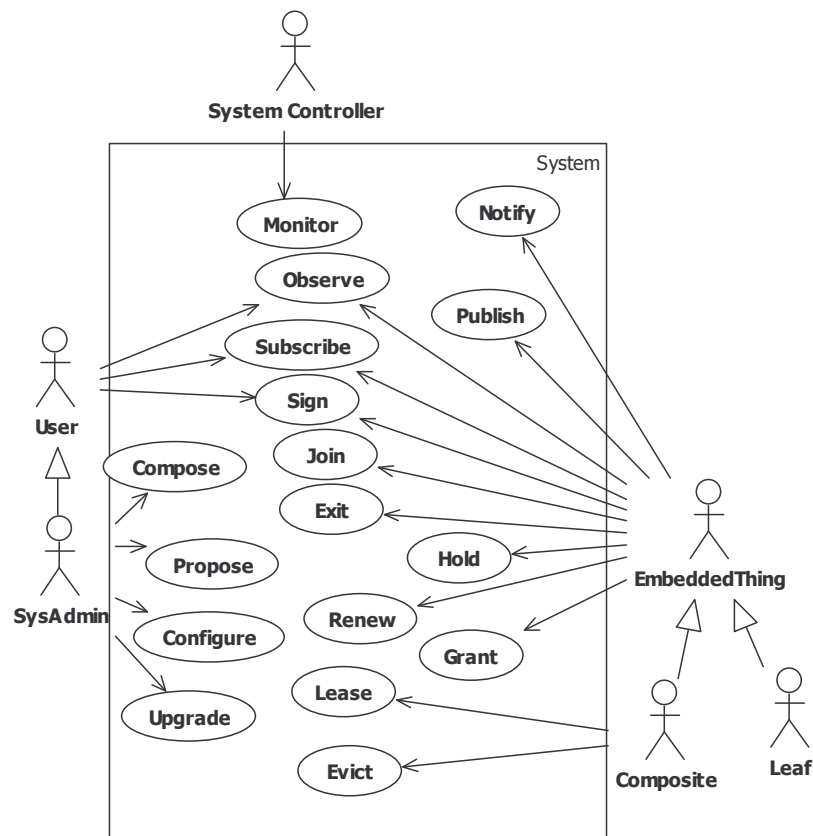 System Controller
System
Notify
Monitor
Observe
Publish
Subscribe
Sign
User
Join
Compose
Exit
Hold
Propose
EmbeddedThing
SysAdmin
Renew
Configure
Grant
Lease
Upgrade
Leaf
Evict
Composite